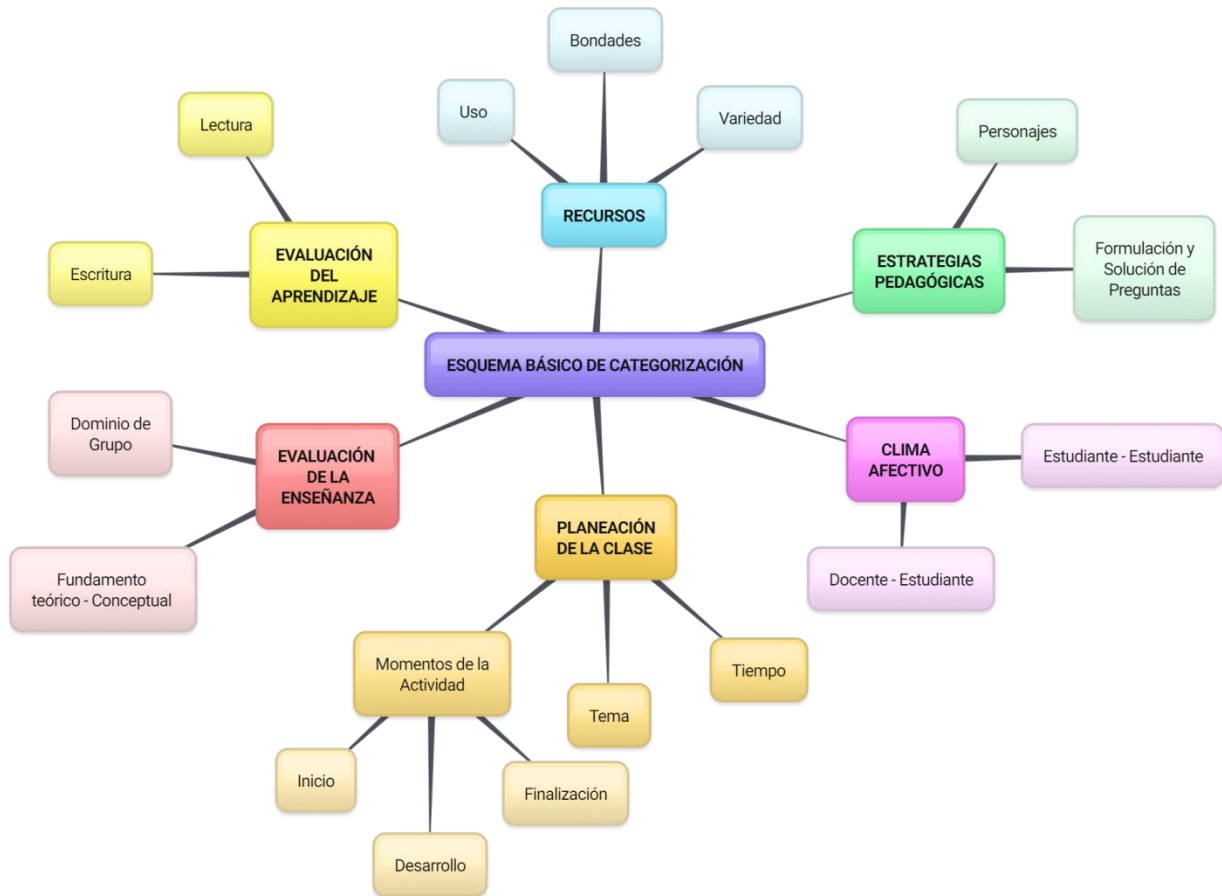 Bondades
Uso
Variedad
Lectura
Personajes
RECURSOS
EVALUACIÓN
DEL
APRENDIZAJE
Escritura
ESTRATEGIAS
PEDAGÓGICAS
Formulación y
Solución de
Preguntas
ESQUEMA BÁSICO DE CATEGORIZACIÓN
Dominio de
Grupo
EVALUACIÓN
DE LA
ENSEÑANZA
CLIMA
AFECTIVO
Estudiante - Estudiante
PLANEACIÓN
DE LA CLASE
Fundamento
teórico - Conceptual
Docente - Estudiante
Momentos de la
Actividad
Tiempo
Tema
Inicio
Finalización
Desarrollo